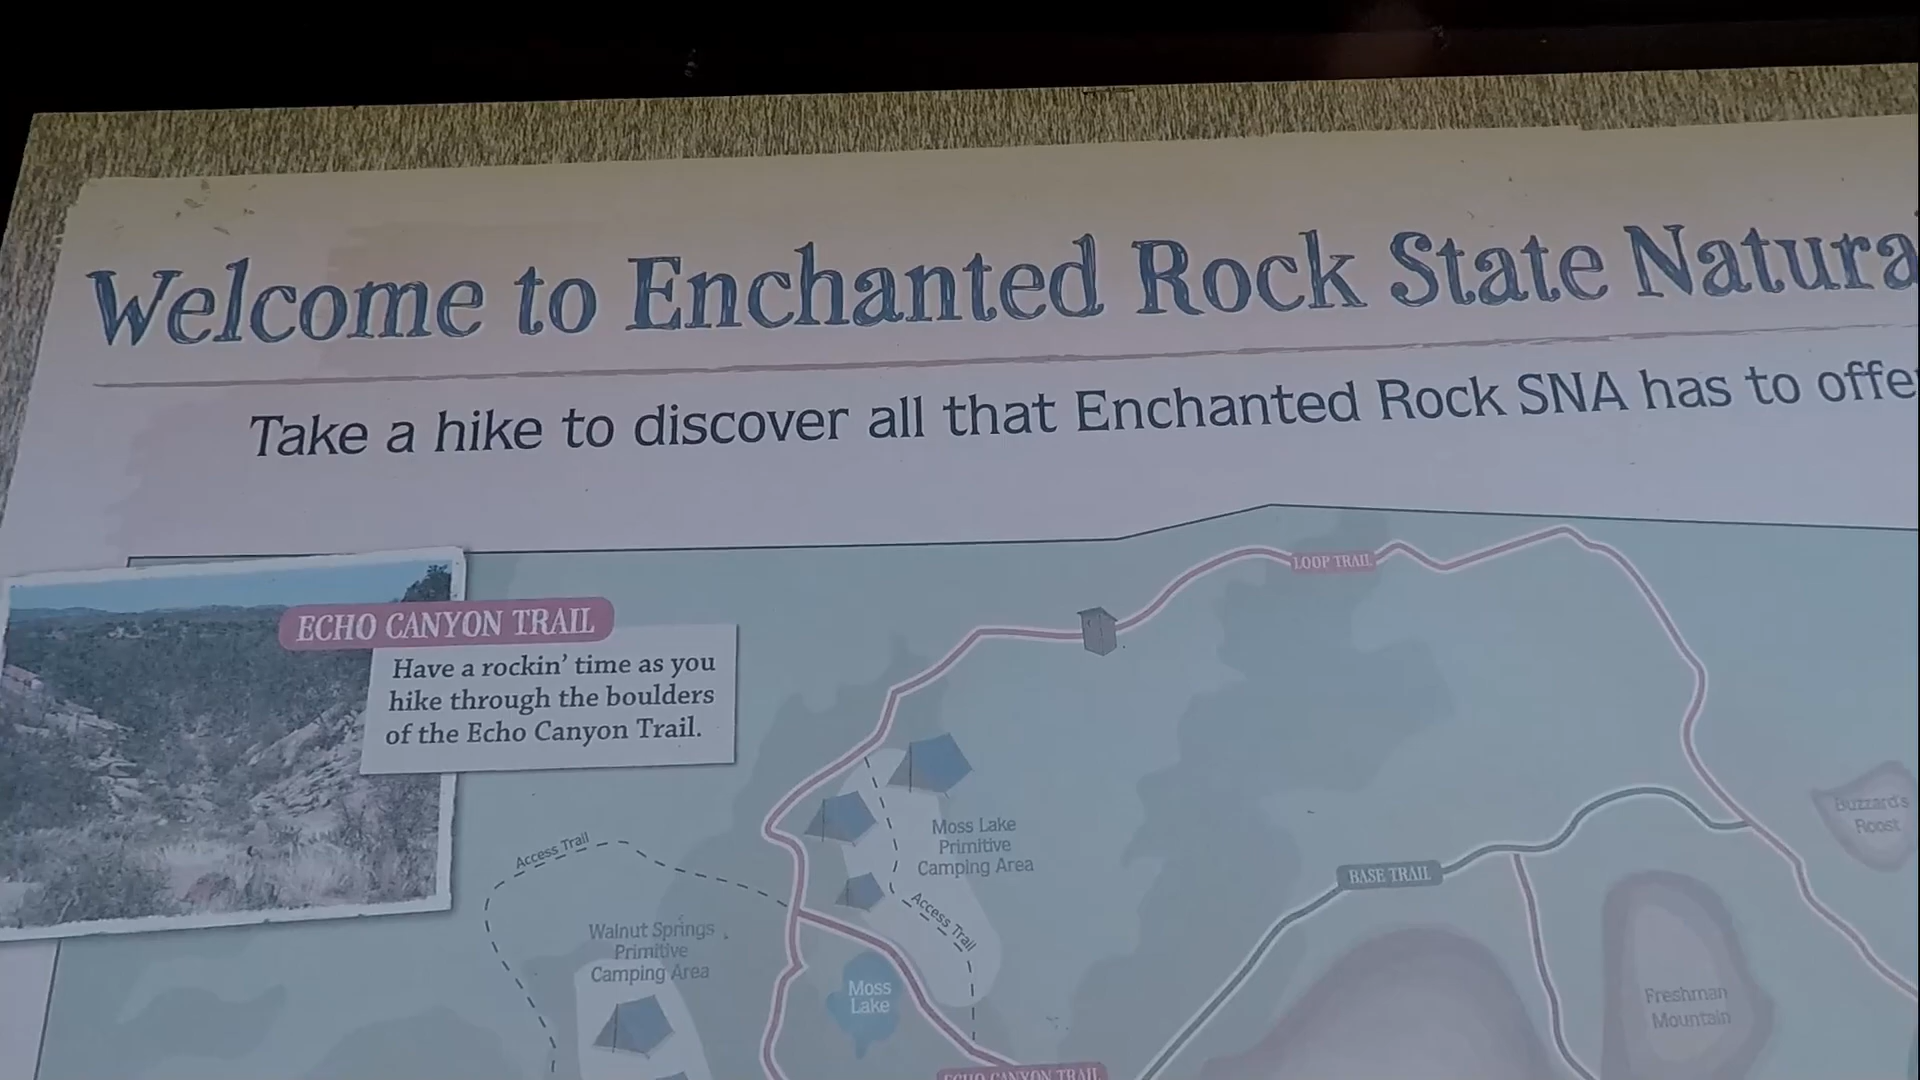 Welcome to Enchanted Rock State Natura
Take a hike to discover all that Enchanted Rock SNA has to offe
LOOP TRAIL
ECHO CANYON TRAIL
Have a rockin' time as you
hike through the boulders
of the Echo Canyon Trail.
Moss Lake
Primitive
Camping Area
Buzzard's
Roost
Access Trail
BASE TRAIL
Access Trail
Walnut Springs
Primitive
Camping Area
Moss
Lake
Freshman
Mountain
ECHO CANYON TRAIL